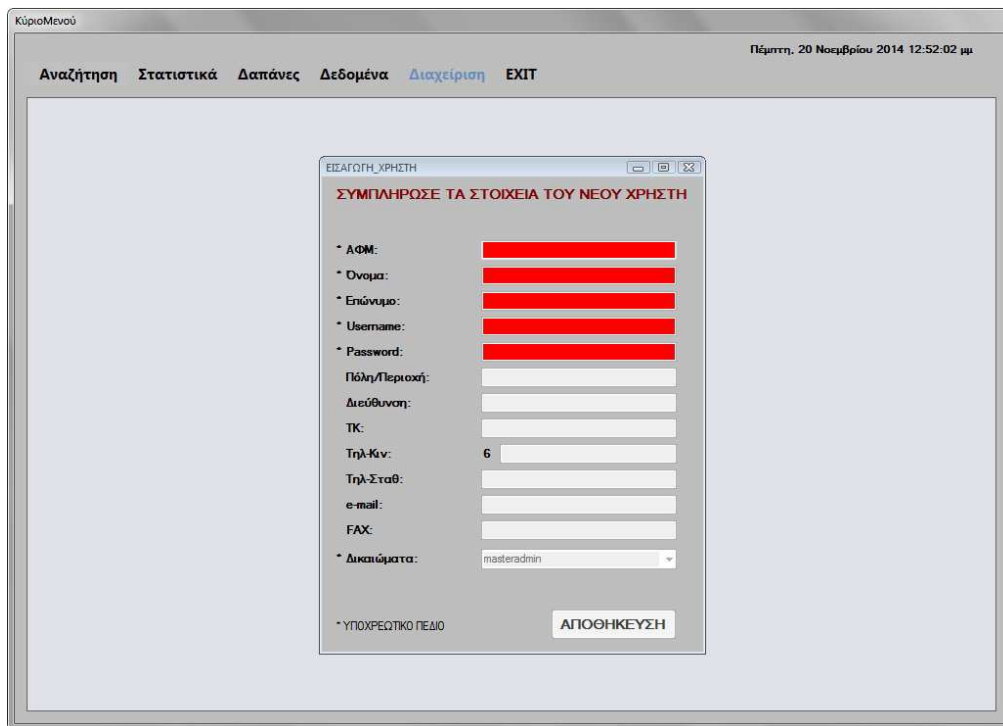 ΚύριοΜενού
Πέμπτη, 20 Νοεμβρίου 2014 12:52:02 μμ
Αναζήτηση Στατιστικά Δαπάνες Δεδομένα Διαχείριση EXIT
ΕΙΣΑΓΩΓΗ_ΧΡΗΣΤΗ
ΣΥΜΠΛΗΡΩΣΕ ΤΑ ΣΤΟΙΧΕΙΑ ΤΟΥ ΝΕΟΥ ΧΡΗΣΤΗ
* ΑΦΜ:
* Όνομα:
* Επώνυμο:
* Username:
* Password:
Πόλη/Περιοχή:
Διεύθυνση:
ΤΚ:
Τηλ-Κιν: 6
Τηλ-Σταθ:
e-mail:
FAX:
* Δικαιώματα: masteradmin
* ΥΠΟΧΡΕΩΤΙΚΟ ΠΕΔΙΟ ΑΠΟΘΗΚΕΥΣΗ